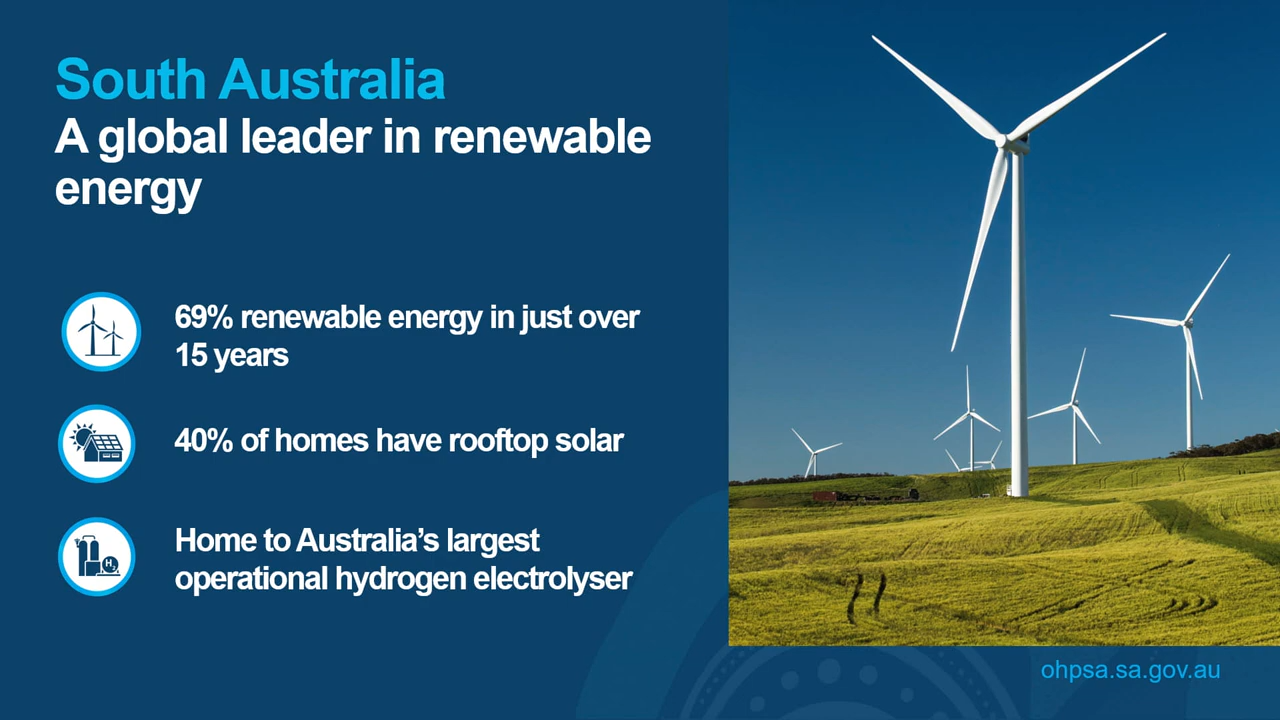 South Australia
A global leader in renewable
energy
69% renewable energy in just over
15 years
40% of homes have rooftop solar
H₂
Home to Australia’s largest
operational hydrogen electrolyser
ohpsa.sa.gov.au